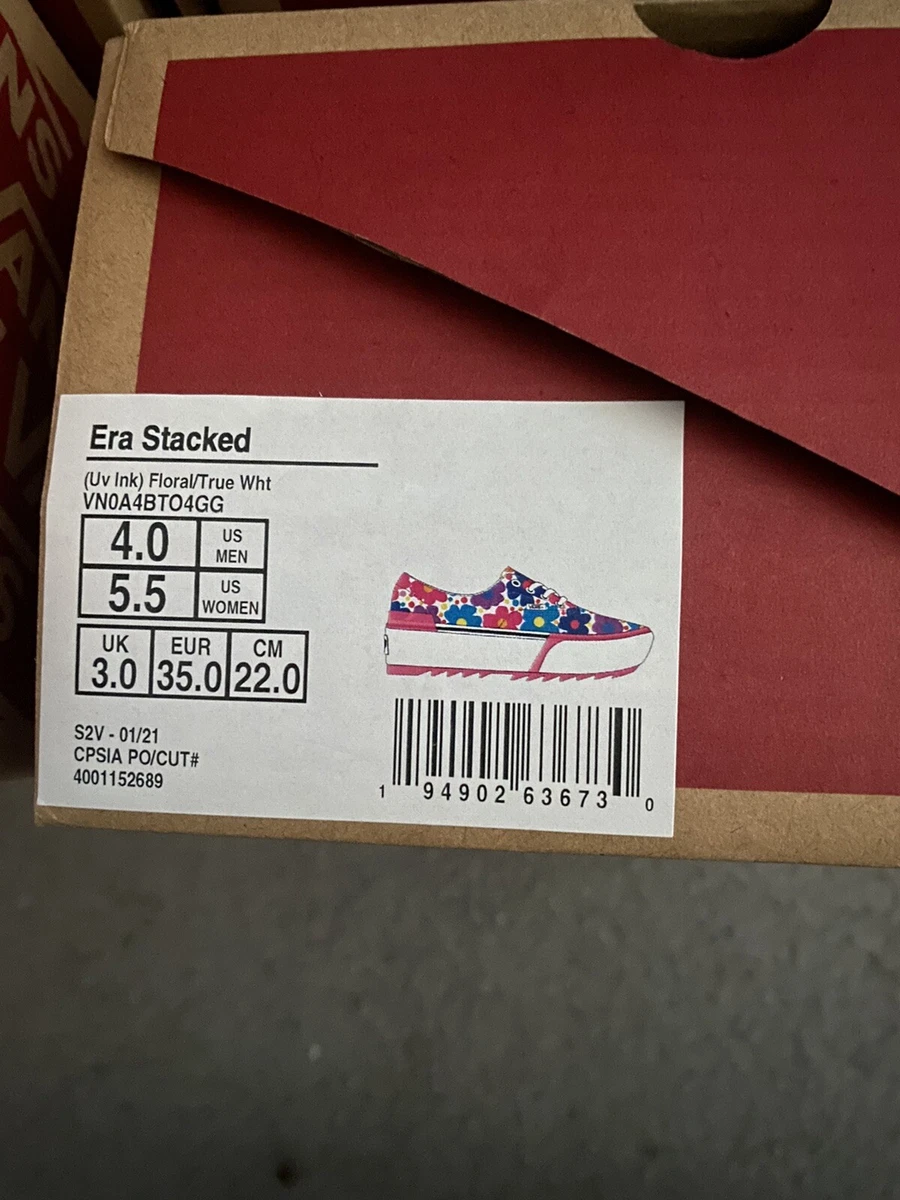 Era Stacked
(Uv Ink) Floral/True Wht
VN0A4BTO4GG
4.0 US MEN
5.5 US WOMEN
UK EUR CM
3.0 35.0 22.0
S2V - 01/21
CPSIA PO/CUT#
4001152689
1 94902 63673 0